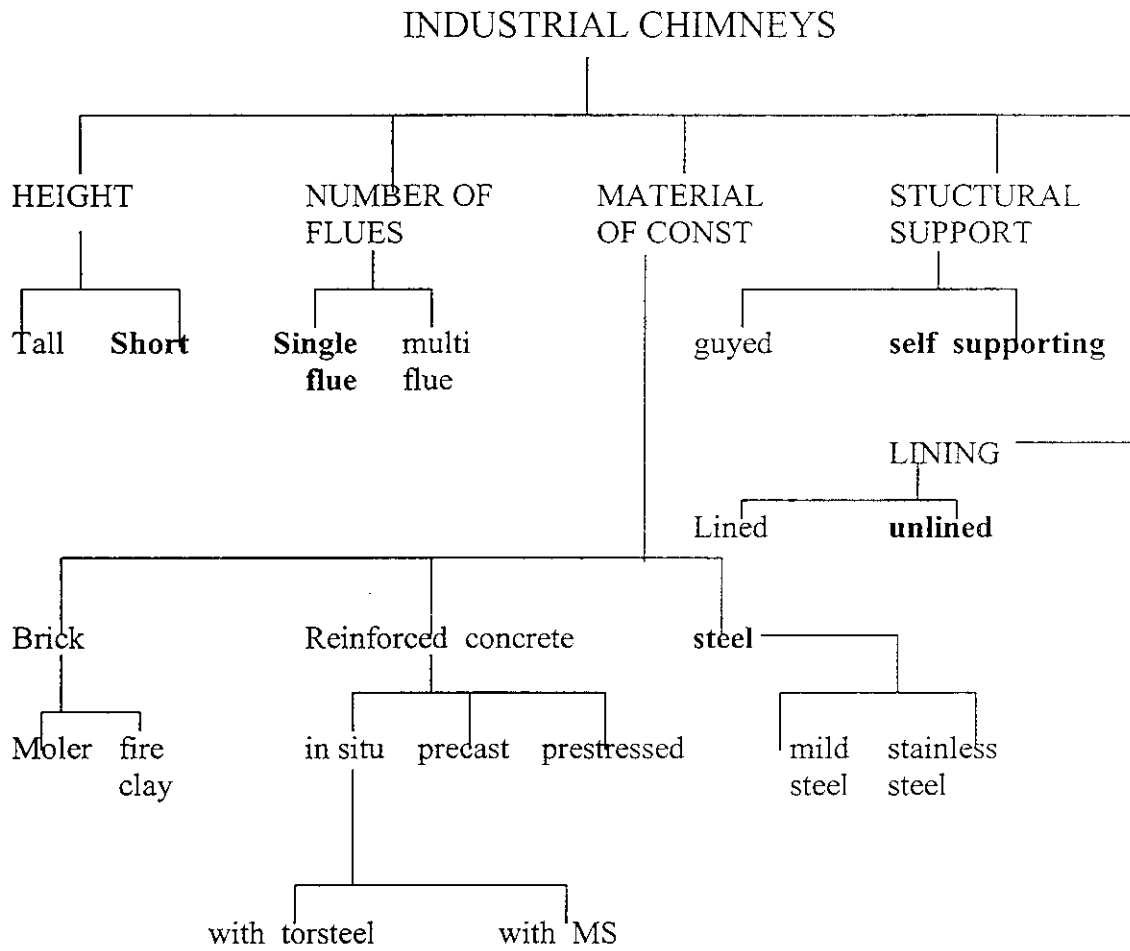 INDUSTRIAL CHIMNEYS
HEIGHT NUMBER OF MATERIAL STUCTURAL
FLUES OF CONST SUPPORT
Tall Short Single multi guyed self supporting
flue flue
LINING
Lined unlined
Brick Reinforced concrete steel
Moler fire in situ precast prestressed mild stainless
clay steel steel
with torsteel with MS